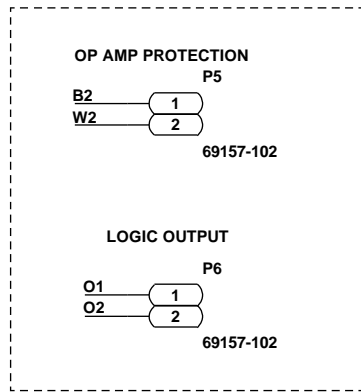 OP AMP PROTECTION
P5
B2 1
W2 2
69157-102
LOGIC OUTPUT
P6
O1 1
O2 2
69157-102